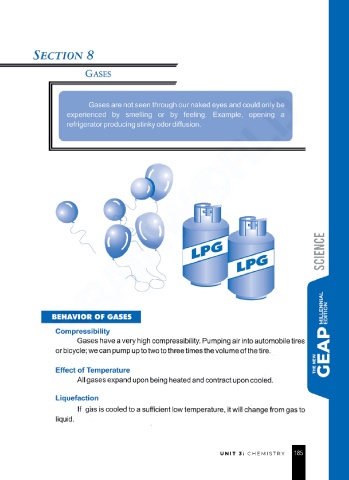 SECTION 8
GASES
Gases are not seen through our naked eyes and could only be
experienced by smelling or by feeling. Example, opening a
refrigerator producing stinky odor diffusion.
LPG
LPG
BEHAVIOR OF GASES
Compressibility
Gases have a very high compressibility. Pumping air into automobile tires
or bicycle; we can pump up to two to three times the volume of the tire.
Effect of Temperature
All gases expand upon being heated and contract upon cooled.
Liquefaction
If gas is cooled to a sufficient low temperature, it will change from gas to
liquid.
SCIENCE
THE NEW
GEAP
MILLENNIAL
EDITION
UNIT 3: CHEMISTRY 185